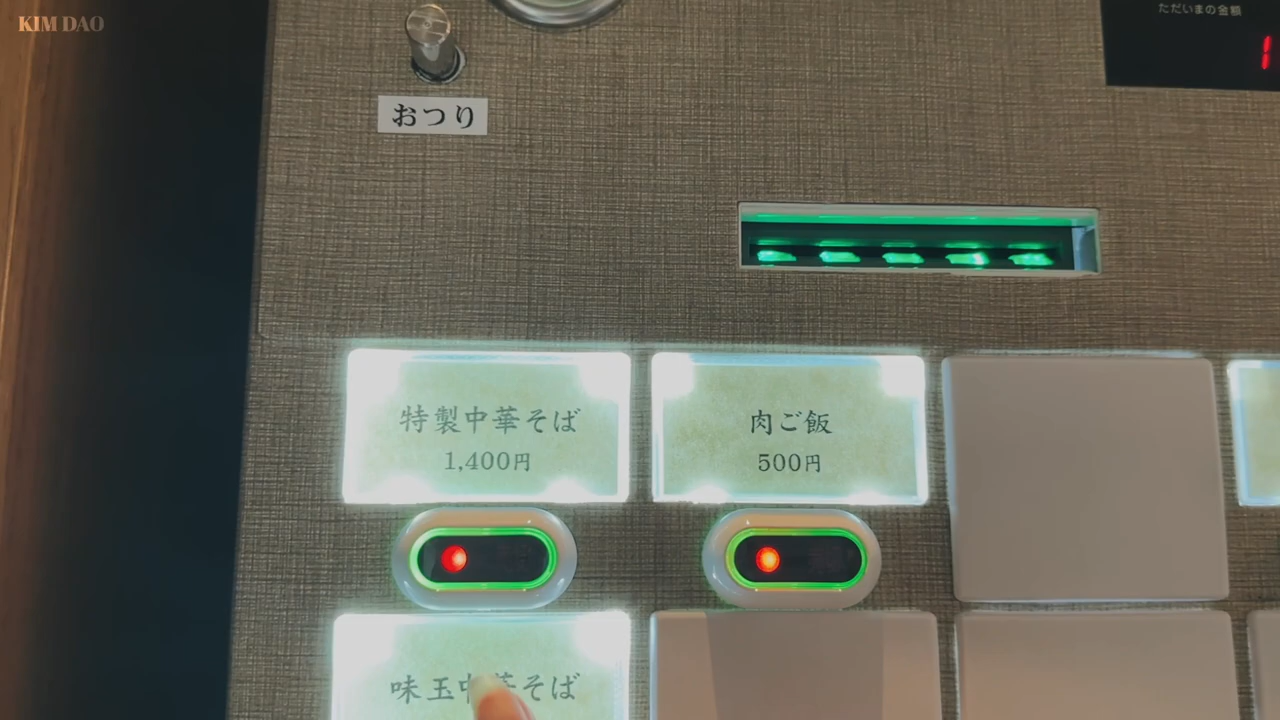 KIM DAO
ただいまの金額
おつり
特製中華そば
1,400円
肉ご飯
500円
味玉中華そば